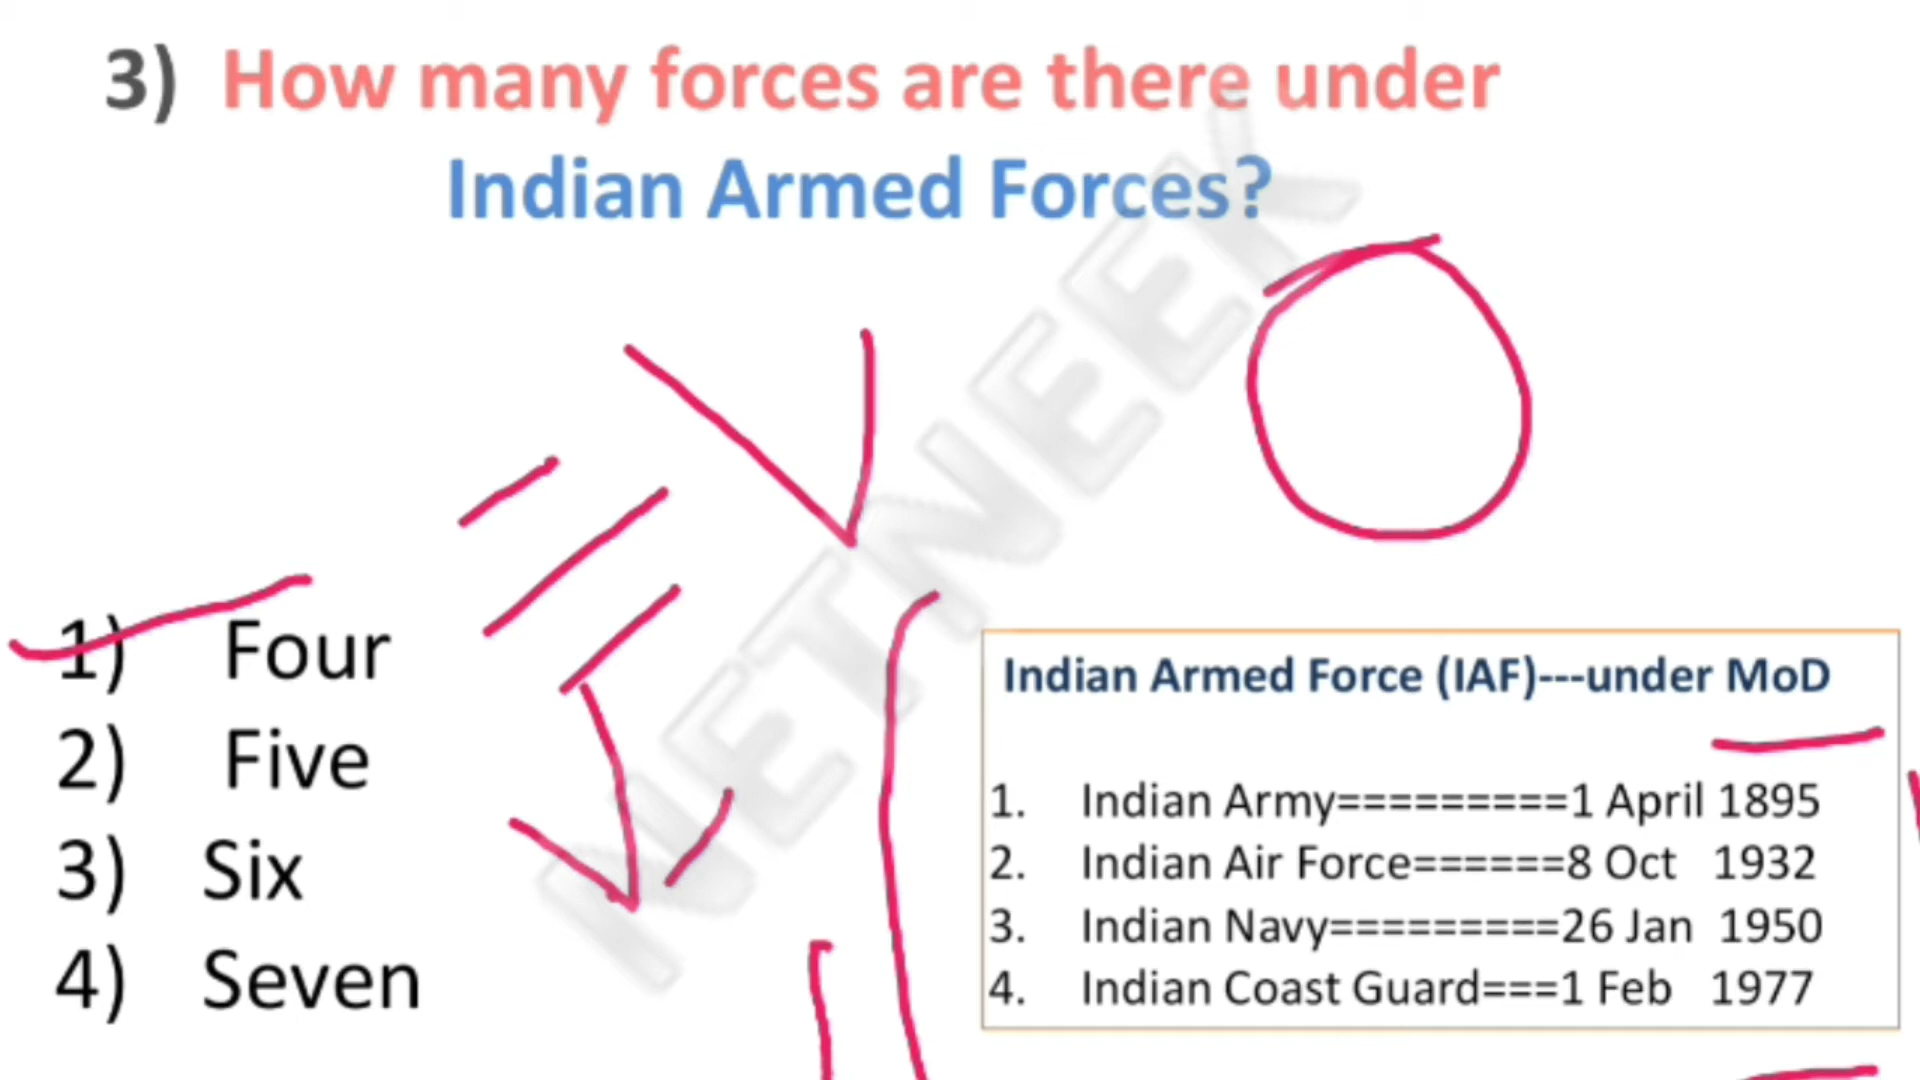 3) How many forces are there under
Indian Armed Forces?
1) Four
2) Five
3) Six
4) Seven
Indian Armed Force (IAF)---under MoD
1. Indian Army=========1 April 1895
2. Indian Air Force======8 Oct 1932
3. Indian Navy=========26 Jan 1950
4. Indian Coast Guard===1 Feb 1977
NETNEEK